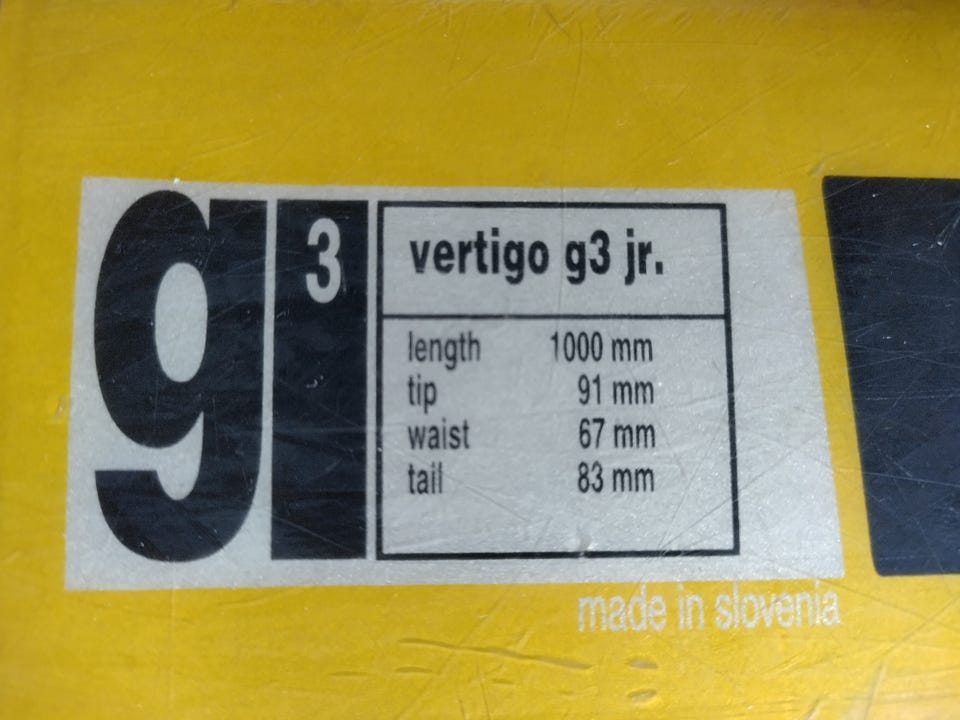 g3
vertigo g3 jr.
length 1000 mm
tip 91 mm
waist 67 mm
tail 83 mm
made in slovenia